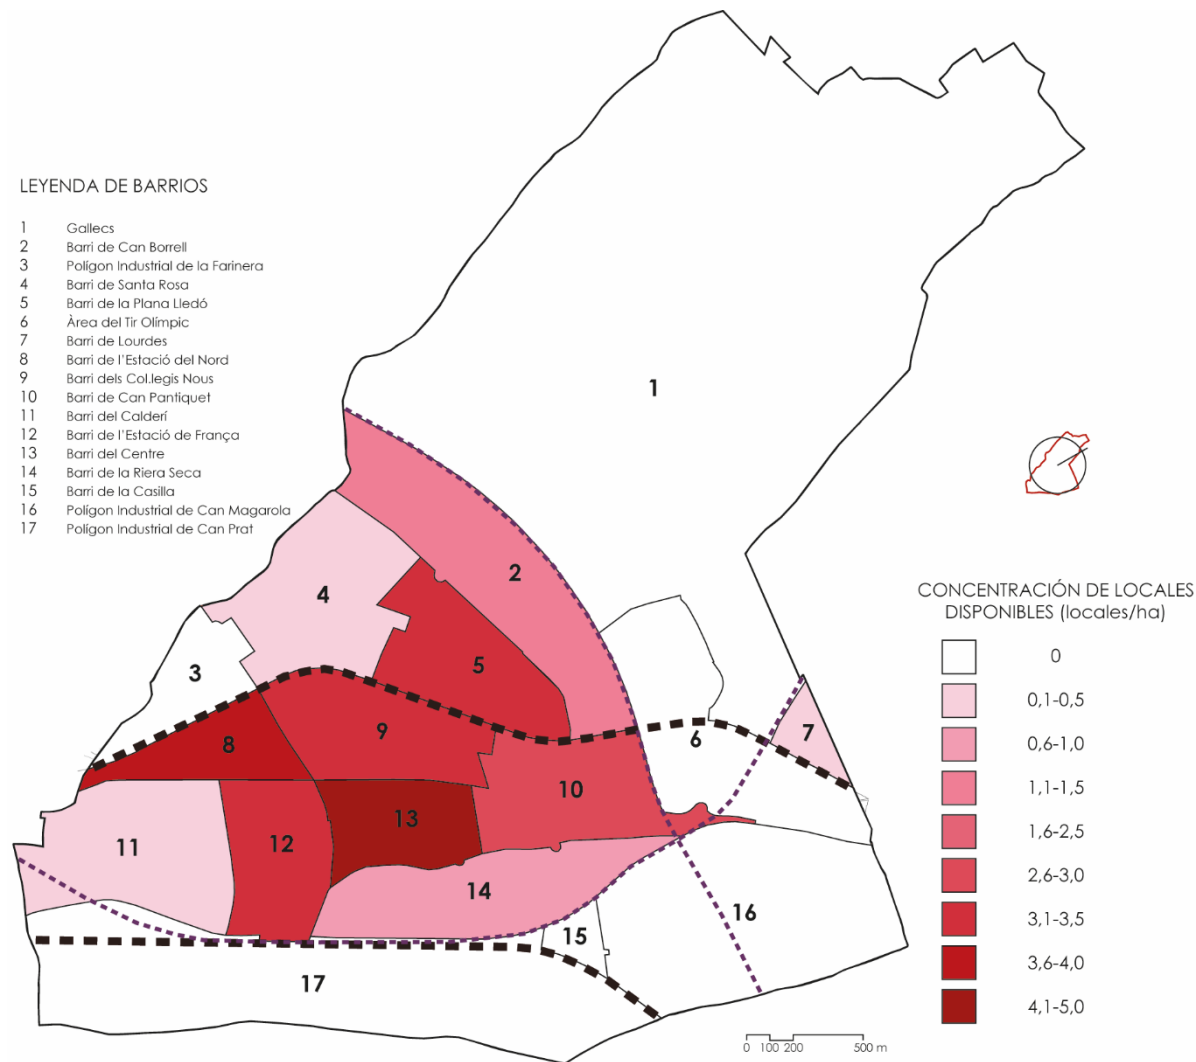 LEYENDA DE BARRIOS
1 Gallecs
2 Barri de Can Borrell
3 Polígon Industrial de la Farinera
4 Barri de Santa Rosa
5 Barri de la Plana Lledó
6 Àrea del Tir Olímpic
7 Barri de Lourdes
8 Barri de l'Estació del Nord
9 Barri dels Col.legis Nous
10 Barri de Can Pantiquet
11 Barri del Calderí
12 Barri de l'Estació de França
13 Barri del Centre
14 Barri de la Riera Seca
15 Barri de la Casilla
16 Polígon Industrial de Can Magarola
17 Polígon Industrial de Can Prat
1
2
4
5
3
9
6
7
8
10
13
12
11
14
16
15
17
CONCENTRACIÓN DE LOCALES
DISPONIBLES (locales/ha)
0
0,1-0,5
0,6-1,0
1,1-1,5
1,6-2,5
2,6-3,0
3,1-3,5
3,6-4,0
4,1-5,0
0 100 200 500 m